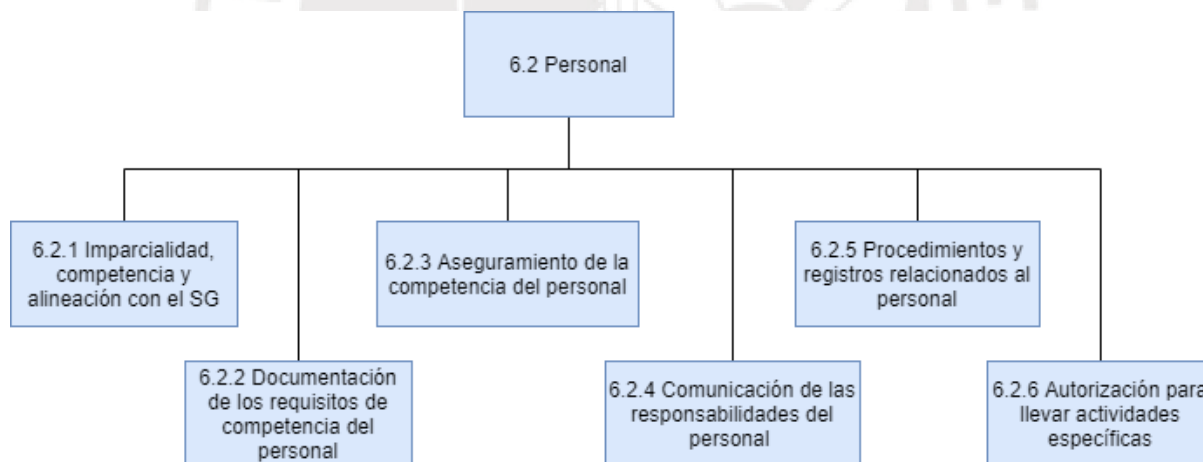 6.2 Personal
6.2.1 Imparcialidad,
competencia y
alineación con el SG
6.2.2 Documentación
de los requisitos de
competencia del
personal
6.2.3 Aseguramiento de la
competencia del personal
6.2.4 Comunicación de las
responsabilidades del
personal
6.2.5 Procedimientos y
registros relacionados al
personal
6.2.6 Autorización para
llevar actividades
específicas